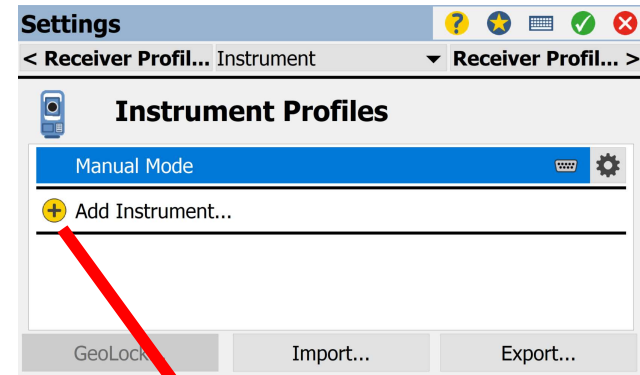 Settings
< Receiver Profil... Instrument Receiver Profil... >
Instrument Profiles
Manual Mode
Add Instrument...
GeoLock Import... Export...